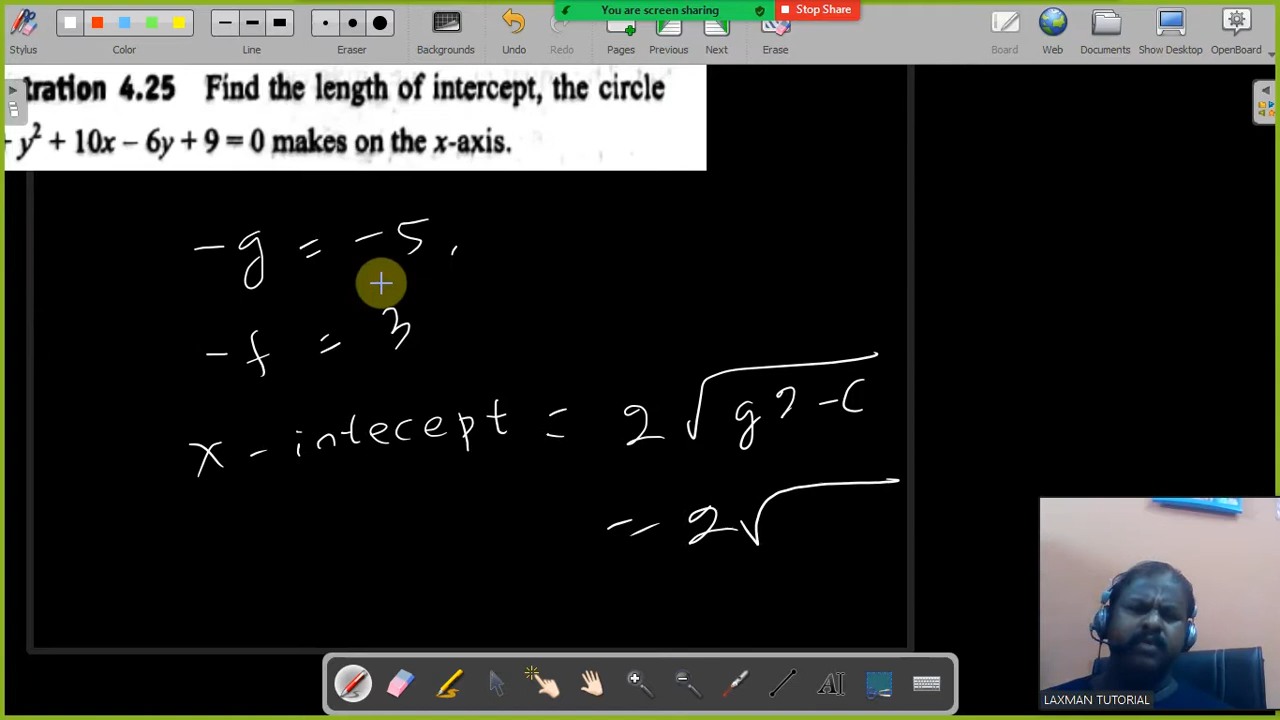 You are screen sharing
Stop Share
Stylus
Color
Line
Eraser
Backgrounds
Undo
Redo
Pages
Previous
Next
Erase
Board
Web
Documents
Show Desktop
OpenBoard
tration 4.25 Find the length of intercept, the circle
y² + 10x – 6y + 9 = 0 makes on the x-axis.
- g = -5,
- f = 3
x - intecept = 2 √g² - c
= 2√
AI
LAXMAN TUTORIAL